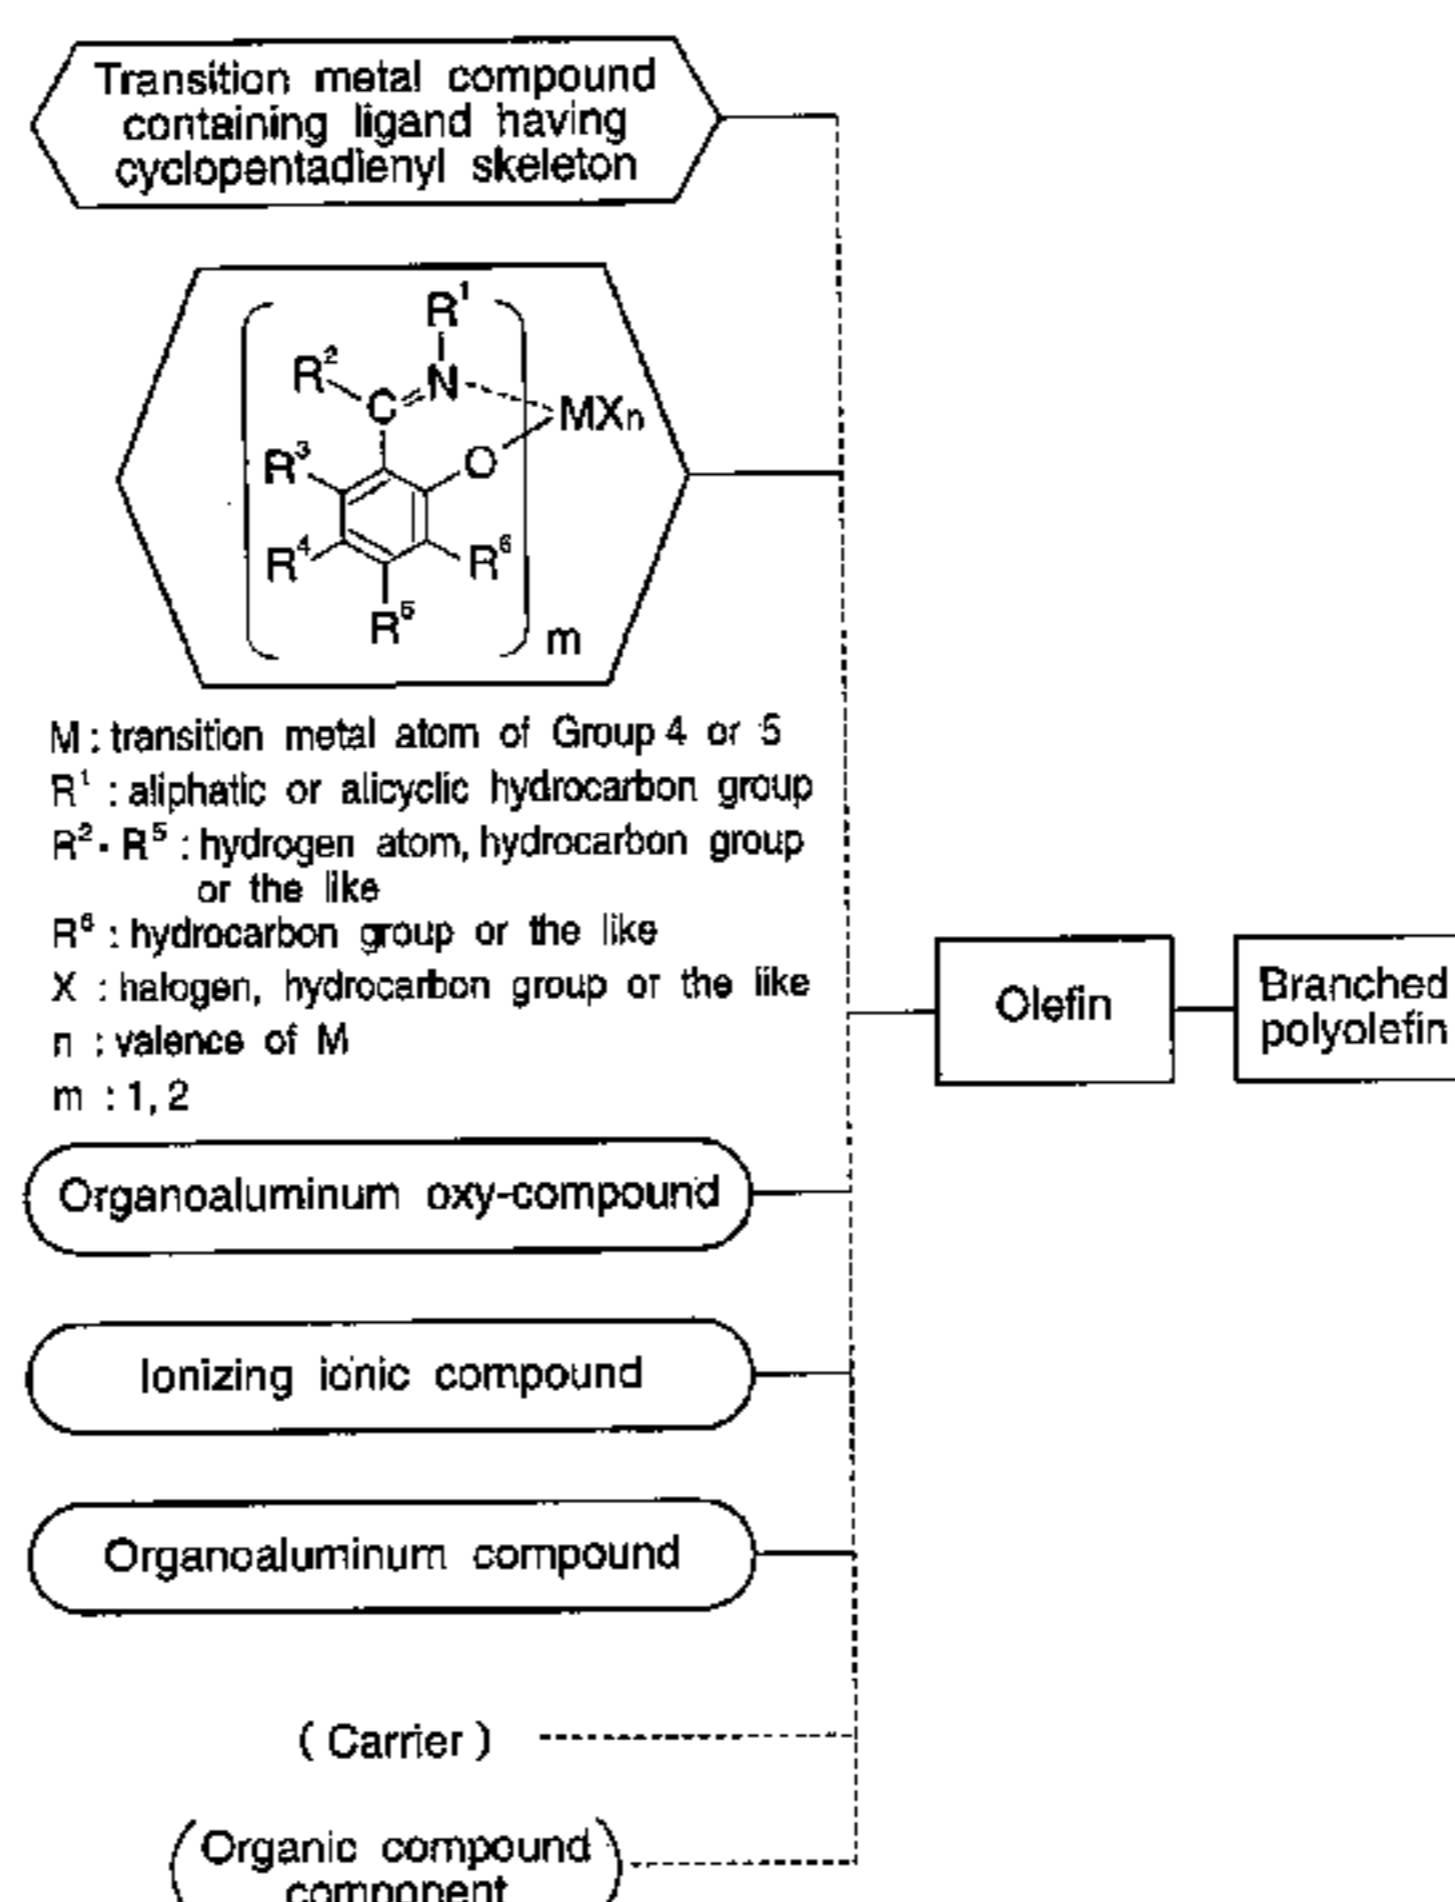 Transition metal compound
containing ligand having
cyclopentadienyl skeleton
R¹
R²
C
N
MXn
R³
O
R⁴
R⁶
R⁵
m
M : transition metal atom of Group 4 or 5
R¹ : aliphatic or alicyclic hydrocarbon group
R² - R⁵ : hydrogen atom, hydrocarbon group
or the like
R⁶ : hydrocarbon group or the like
X : halogen, hydrocarbon group or the like
n : valence of M
m : 1, 2
Olefin
Branched
polyolefin
Organoaluminum oxy-compound
Ionizing ionic compound
Organoaluminum compound
( Carrier )
(Organic compound
component)